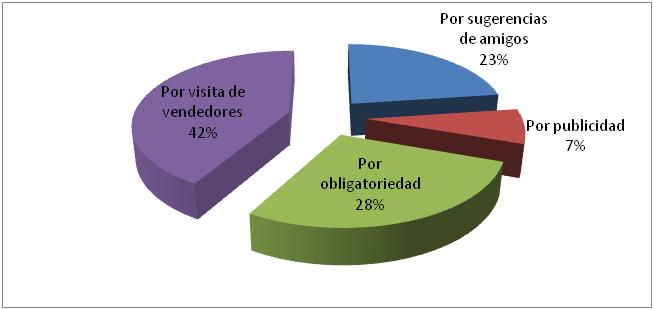 Por sugerencias
de amigos
23%
Por publicidad
7%
Por
obligatoriedad
28%
Por visita de
vendedores
42%